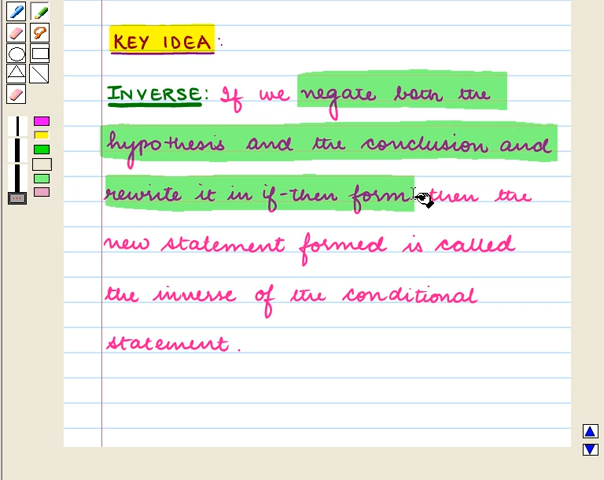 KEY IDEA:
INVERSE: If we negate both the
hypothesis and the conclusion and
rewrite it in if-then form then the
new statement formed is called
the inverse of the conditional
statement.